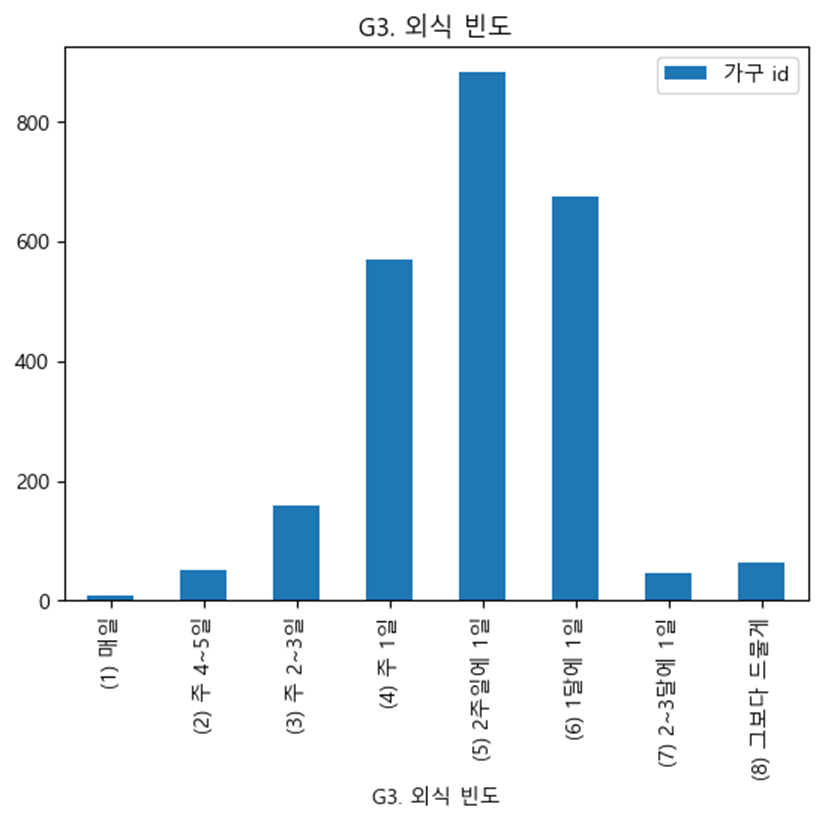 G3. 외식 빈도
가구 id
800
600
400
200
0
(1) 매일
(2) 주 4~5일
(3) 주 2~3일
(4) 주 1일
(5) 2주일에 1일
(6) 1달에 1일
(7) 2~3달에 1일
(8) 그보다 드물게
G3. 외식 빈도